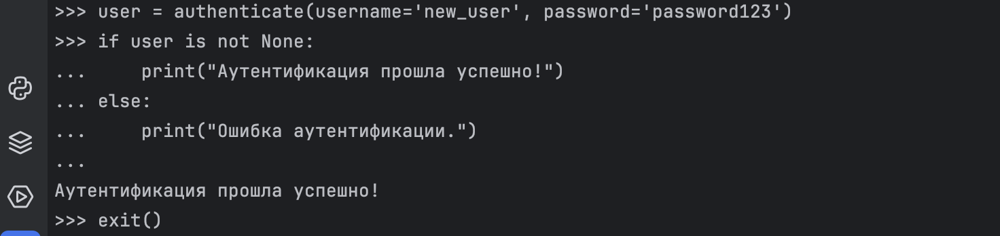 >>> user = authenticate(username='new_user', password='password123')
>>> if user is not None:
...     print("Аутентификация прошла успешно!")
... else:
...     print("Ошибка аутентификации.")
...
Аутентификация прошла успешно!
>>> exit()